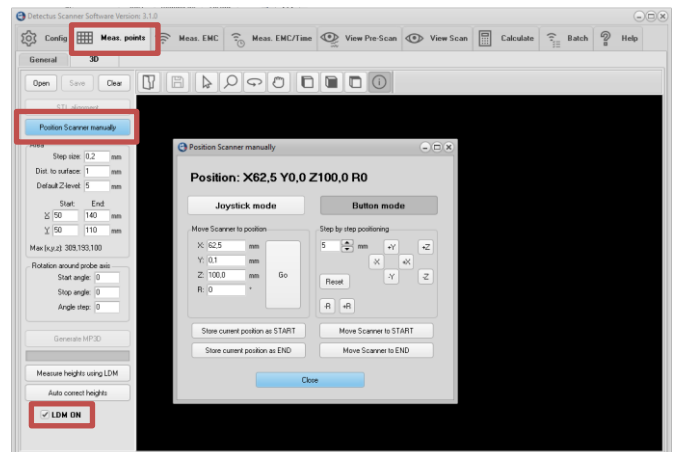 Detectus Scanner Software Version: 3.1.0
Config
Meas. points
Meas. EMC
Meas. EMC/Time
View Pre-Scan
View Scan
Calculate
Batch
Help
General
3D
Open
Save
Clear
STL alignment
Position Scanner manually
Area
Step size: 0,2 mm
Dist. to surface: 1 mm
Default Z-level: 5 mm
Start: End:
X: 50 140 mm
Y: 50 110 mm
Max (x,y,z): 309,193,100
Rotation around probe axis
Start angle: 0
Stop angle: 0
Angle step: 0
Generate MP3D
Measure heights using LDM
Auto correct heights
LDM ON
Position Scanner manually
Position: X62,5 Y0,0 Z100,0 R0
Joystick mode
Button mode
Move Scanner to position
X: 62,5 mm
Y: 0,1 mm
Z: 100,0 mm
R: 0 °
Go
Step by step positioning
5 mm
+Y
+Z
-X
+X
Reset
-Y
-Z
-R
+R
Store current position as START
Move Scanner to START
Store current position as END
Move Scanner to END
Close